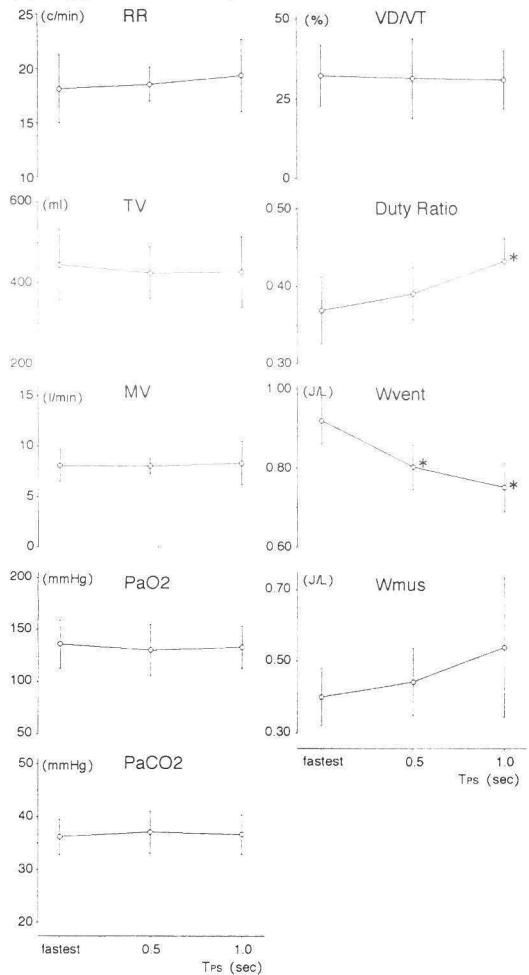 RR
(c/min)
25
20
15
10
VD/VT
(%)
50
25
0
TV
(ml)
600
400
200
Duty Ratio
0.50
0.40
0.30
*
MV
(l/min)
15
10
5
0
Wvent
(J/L)
1.00
0.80
0.60
*
*
PaO2
(mmHg)
200
150
100
50
Wmus
(J/L)
0.70
0.50
0.30
fastest 0.5 1.0
TPS (sec)
PaCO2
(mmHg)
50
35
20
fastest 0.5 1.0
TPS (sec)